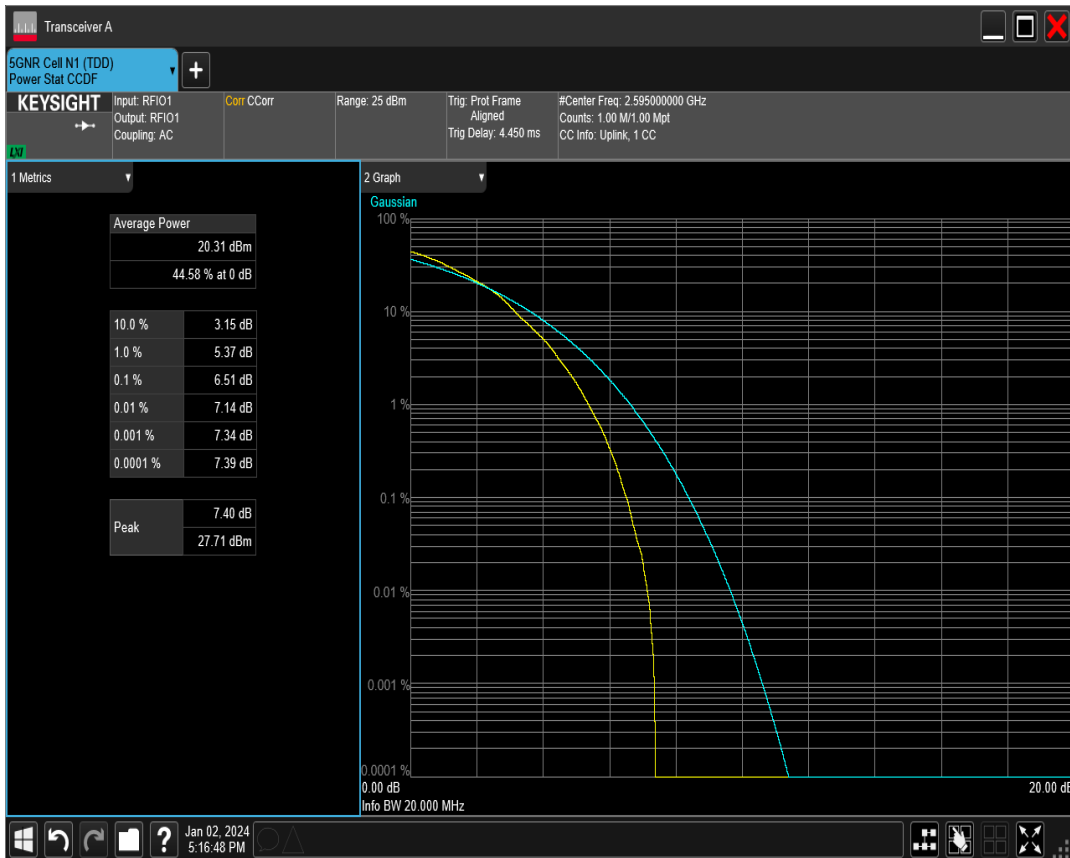 Transceiver A
5GNR Cell N1 (TDD)
Power Stat CCDF
+
KEYSIGHT
LXI
Input: RFIO1
Output: RFIO1
Coupling: AC
Corr CCorr
Range: 25 dBm
Trig: Prot Frame
Aligned
Trig Delay: 4.450 ms
#Center Freq: 2.595000000 GHz
Counts: 1.00 M/1.00 Mpt
CC Info: Uplink, 1 CC
1 Metrics
Average Power
20.31 dBm
44.58 % at 0 dB
10.0 % 3.15 dB
1.0 % 5.37 dB
0.1 % 6.51 dB
0.01 % 7.14 dB
0.001 % 7.34 dB
0.0001 % 7.39 dB
Peak 7.40 dB
27.71 dBm
2 Graph
Gaussian
100 %
10 %
1 %
0.1 %
0.01 %
0.001 %
0.0001 %
0.00 dB 20.00 dB
Info BW 20.000 MHz
? Jan 02, 2024
5:16:48 PM